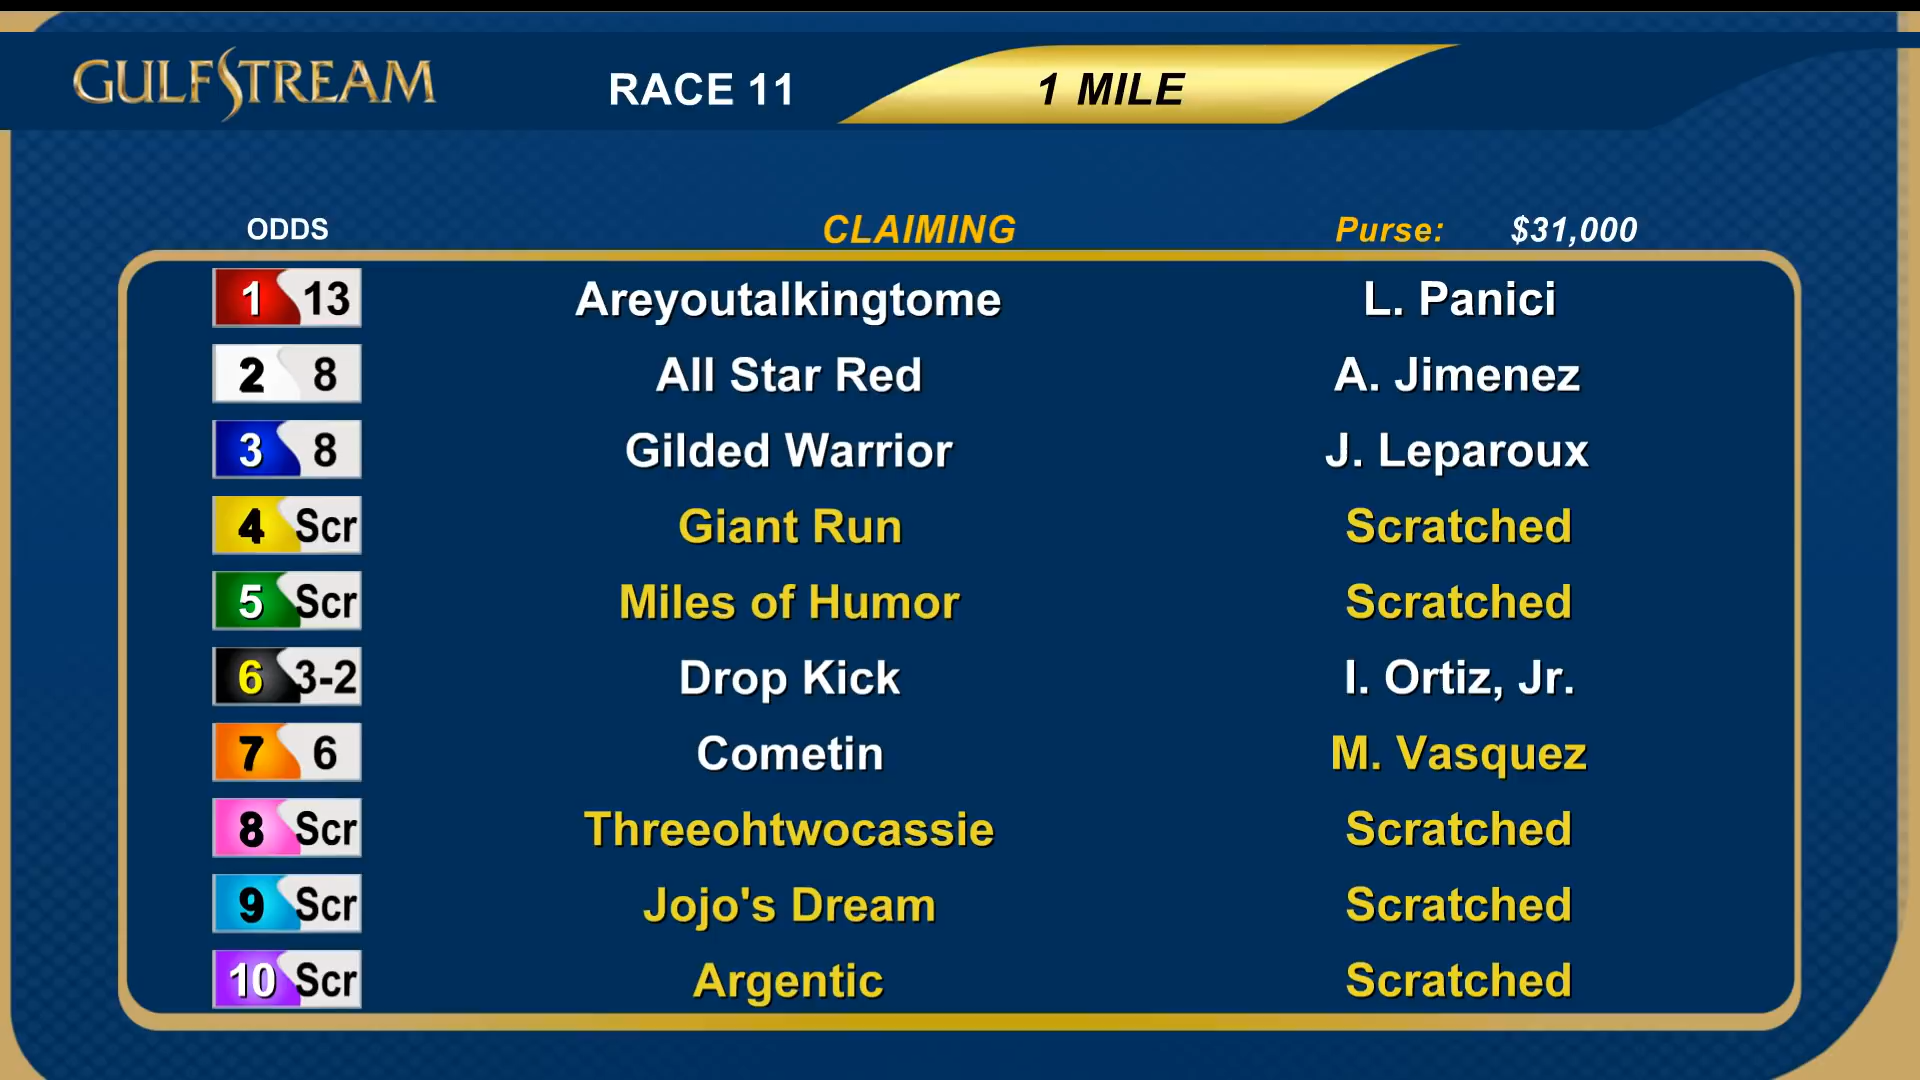 GULFSTREAM RACE 11 1 MILE
ODDS CLAIMING Purse: $31,000
1 13 Areyoutalkingtome L. Panici
2 8 All Star Red A. Jimenez
3 8 Gilded Warrior J. Leparoux
4 Scr Giant Run Scratched
5 Scr Miles of Humor Scratched
6 3-2 Drop Kick I. Ortiz, Jr.
7 6 Cometin M. Vasquez
8 Scr Threeohtwocassie Scratched
9 Scr Jojo's Dream Scratched
10 Scr Argentic Scratched